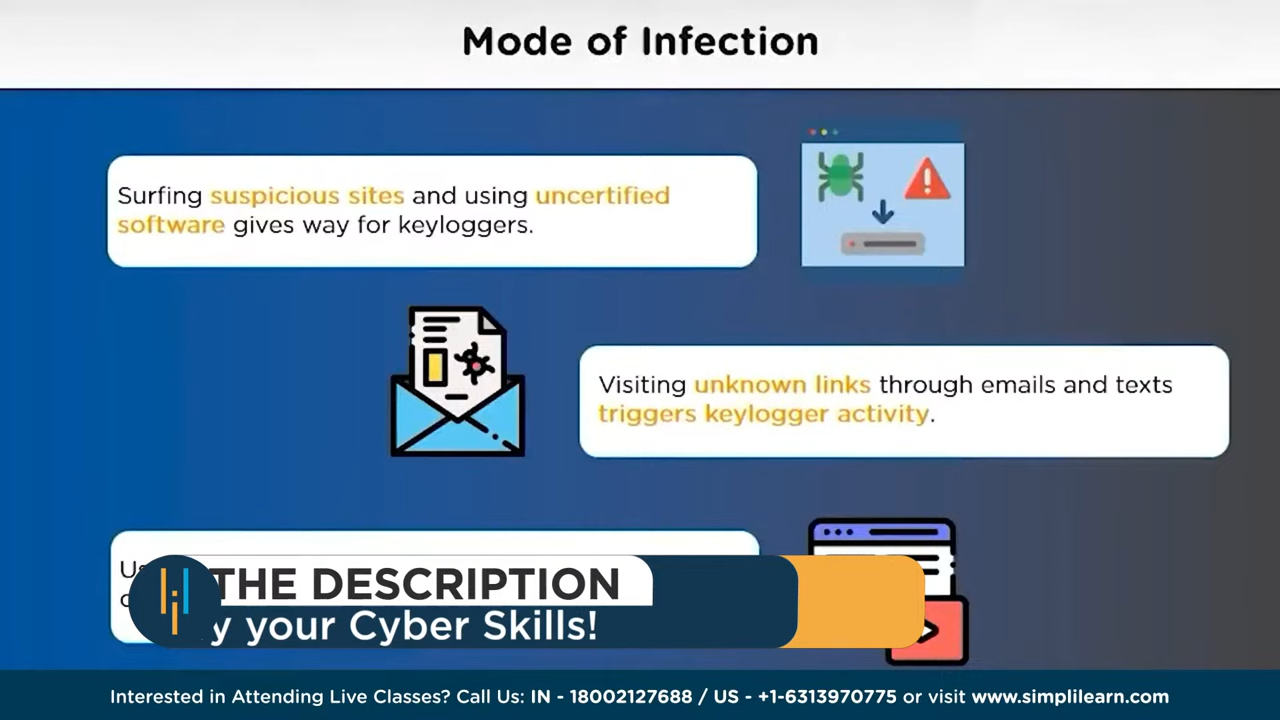 Mode of Infection
Surfing suspicious sites and using uncertified
software gives way for keyloggers.
Visiting unknown links through emails and texts
triggers keylogger activity.
THE DESCRIPTION
your Cyber Skills!
Interested in Attending Live Classes? Call Us: IN - 18002127688 / US - +1-6313970775 or visit www.simplilearn.com